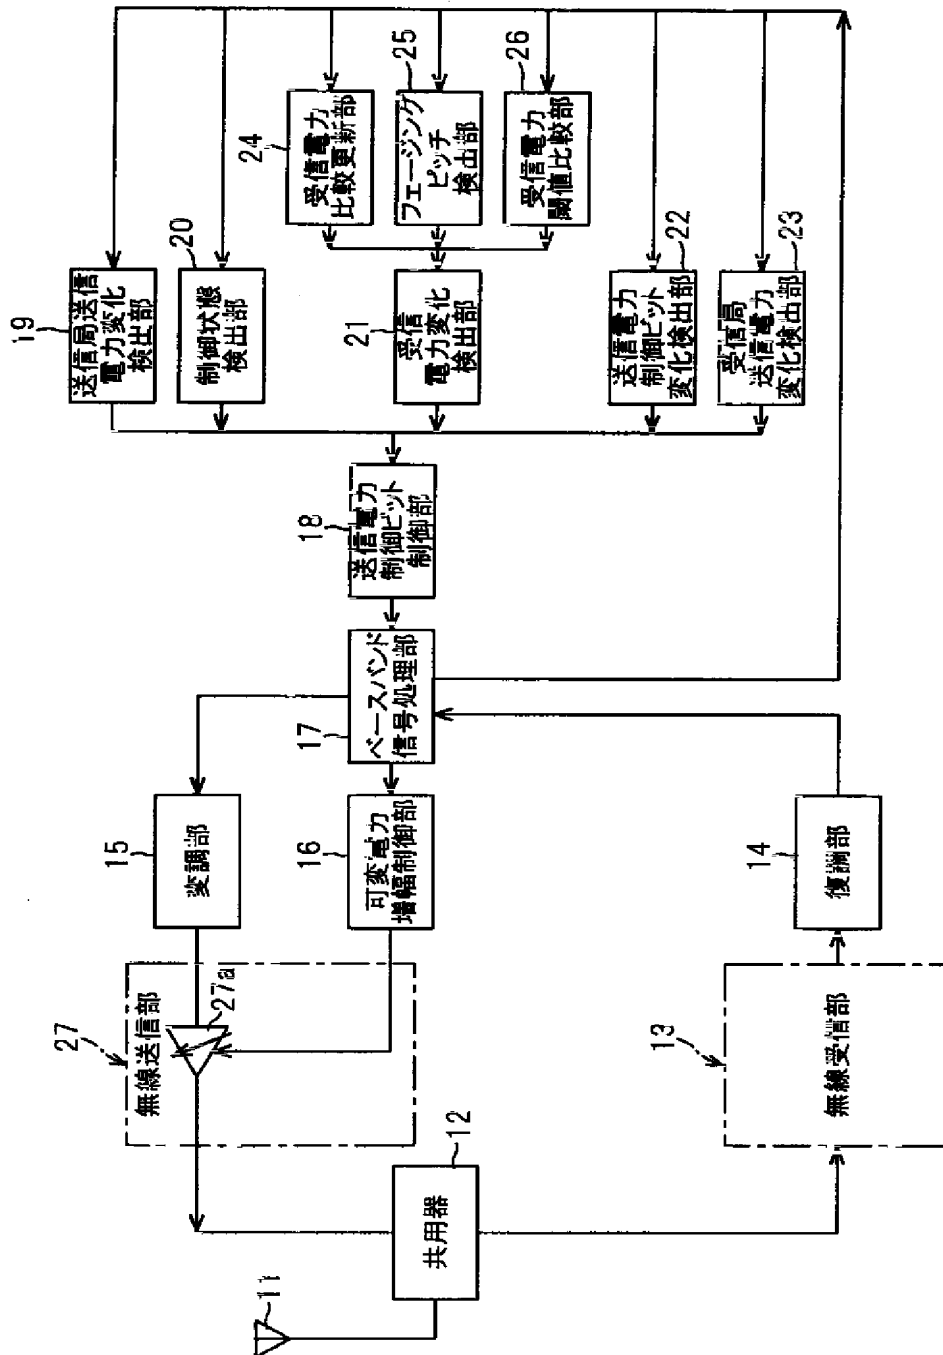 11
共用器
12
27
無線送信部
27a
15
変調部
16
可変電力
増幅制御部
17
ベースバンド
信号処理部
18
送信電力
制御ビット
制御部
19
送信局送信
電力変化
検出部
20
制御状態
検出部
21
受信
電力変化
検出部
送信電力
制御ビット
変化検出部
22
受信局
送信電力
変化検出部
23
24
受信電力
比較更新部
フェージング
ピッチ
検出部
25
受信電力
閾値比較部
26
13
無線受信部
14
復調部